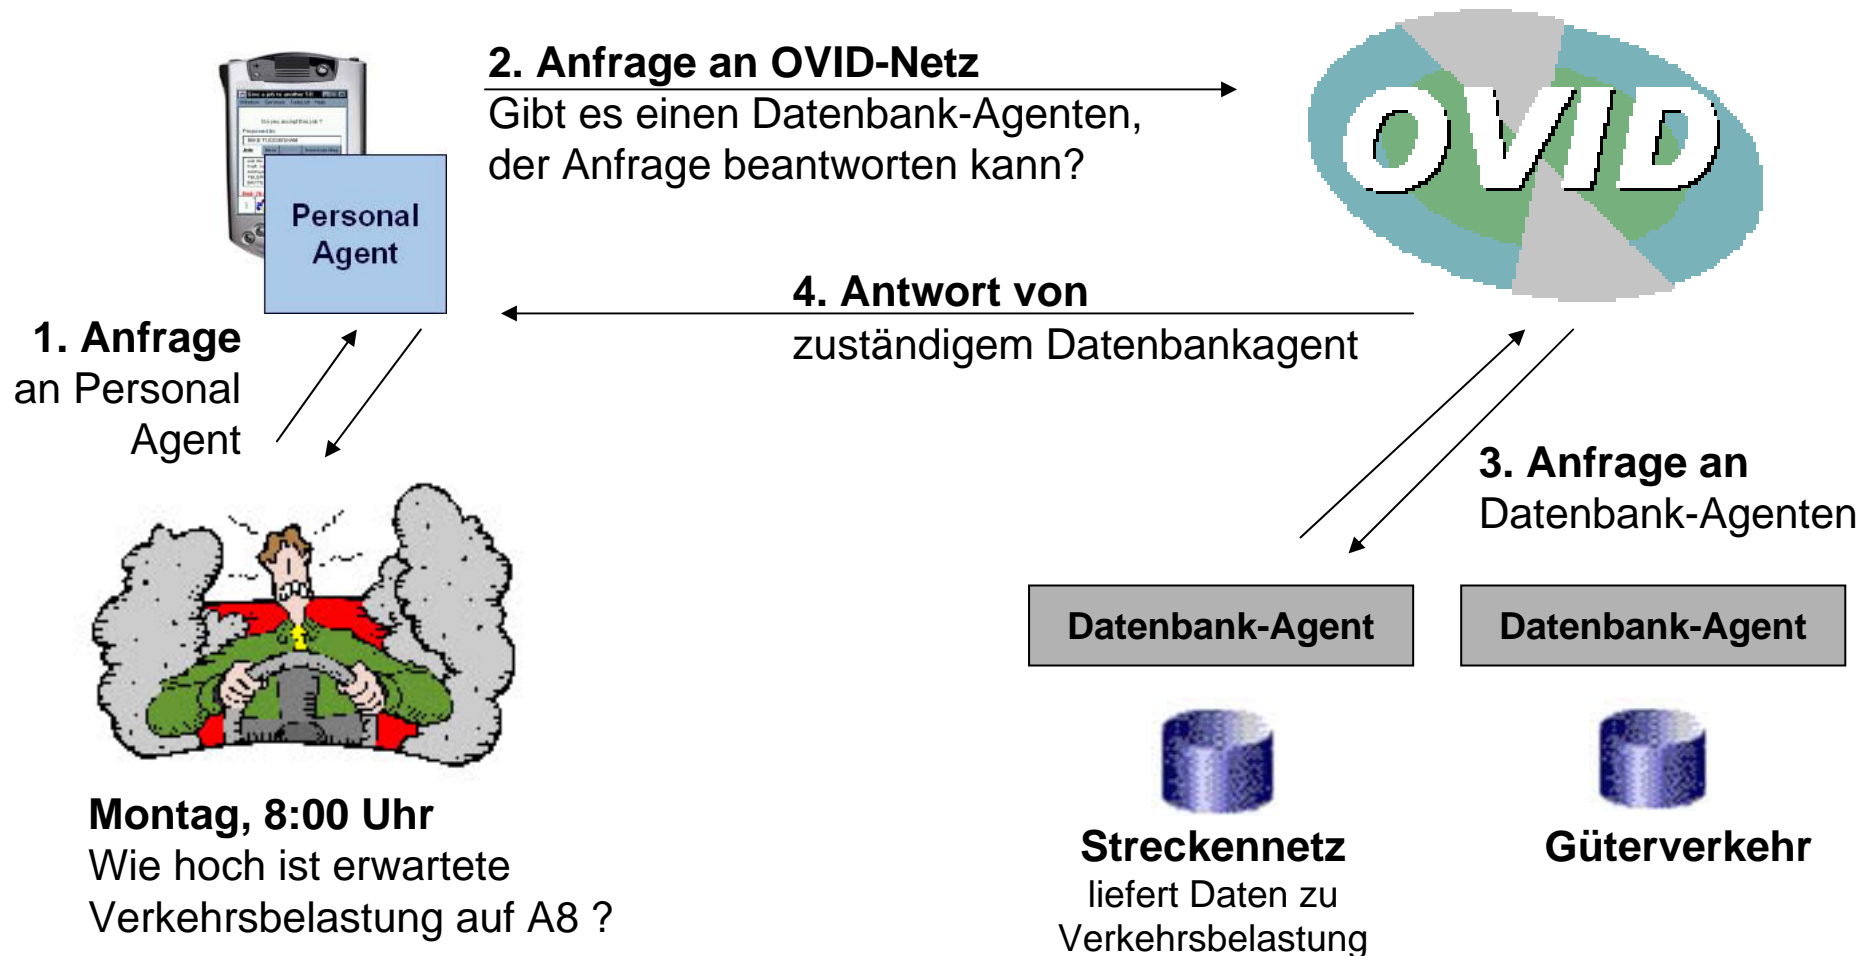 2. Anfrage an OVID-Netz
Gibt es einen Datenbank-Agenten,
der Anfrage beantworten kann?
OVID
Personal
Agent
4. Antwort von
zuständigem Datenbankagent
1. Anfrage
an Personal
Agent
3. Anfrage an
Datenbank-Agenten
Datenbank-Agent
Datenbank-Agent
Montag, 8:00 Uhr
Wie hoch ist erwartete
Verkehrsbelastung auf A8 ?
Streckennetz
liefert Daten zu
Verkehrsbelastung
Güterverkehr